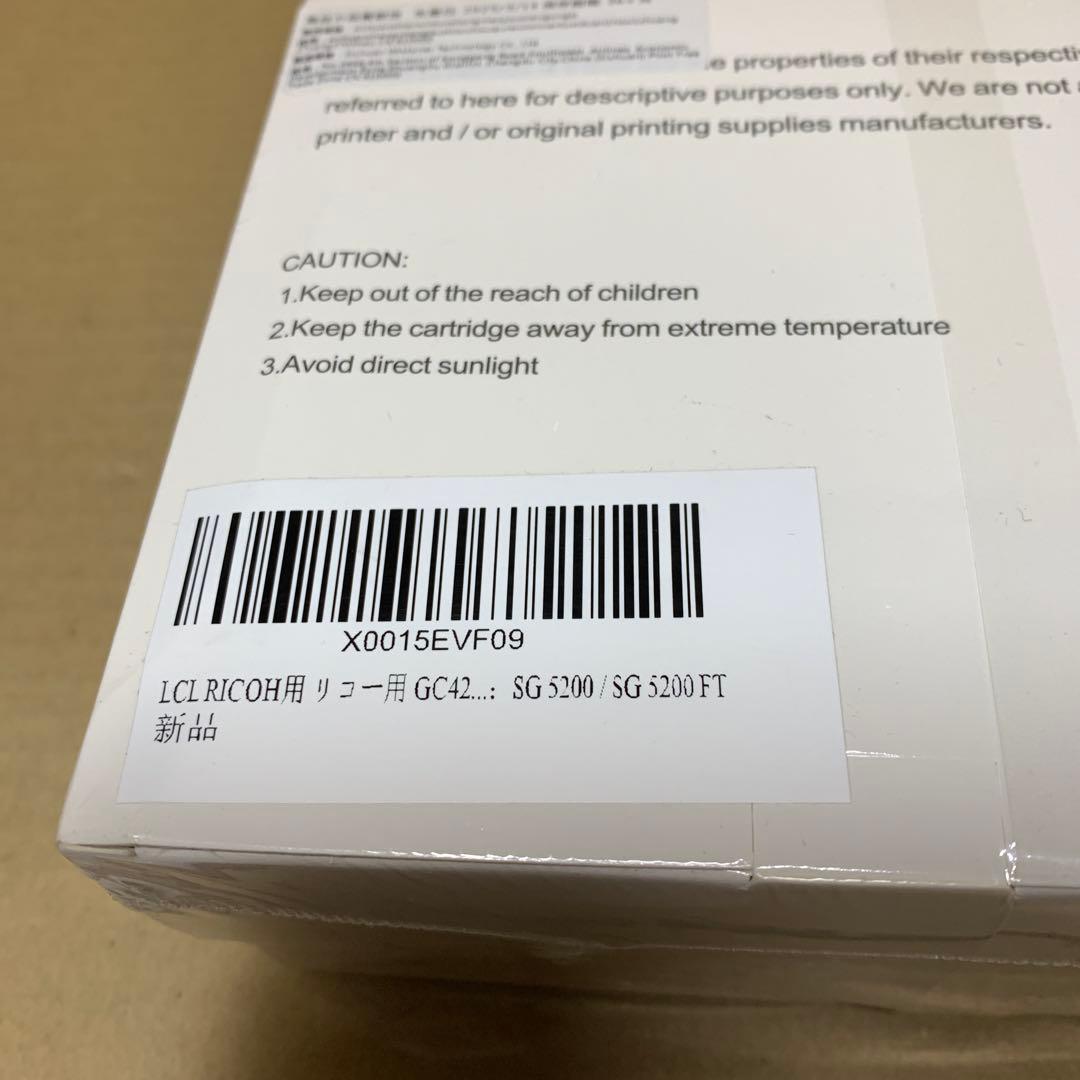 e properties of their respecti
referred to here for descriptive purposes only. We are not
printer and / or original printing supplies manufacturers.
CAUTION:
1.Keep out of the reach of children
2.Keep the cartridge away from extreme temperature
3.Avoid direct sunlight
X0015EVF09
LCL RICOH用 リコー用 GC42...: SG 5200 / SG 5200 FT
新品